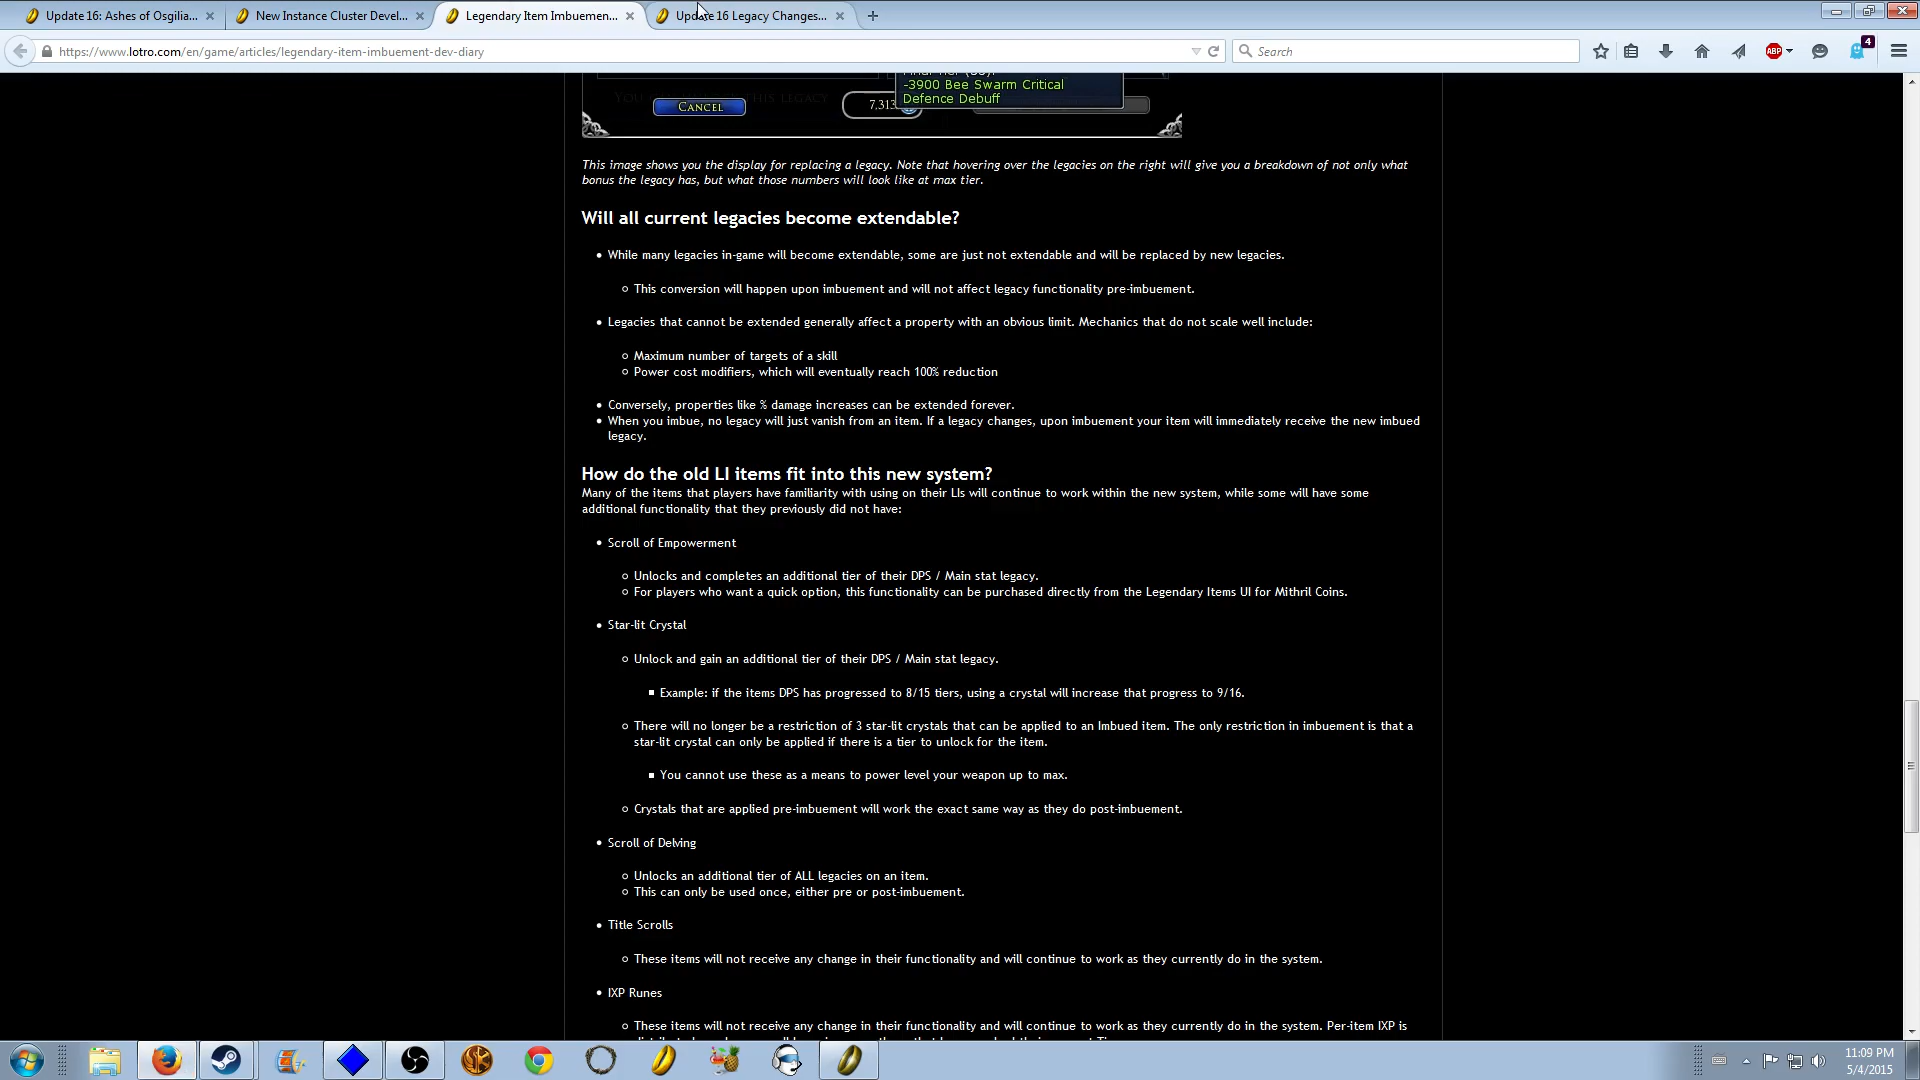 Update 16: Ashes of Osgilia...
New Instance Cluster Devel...
Legendary Item Imbuemen...
Update 16 Legacy Changes...
https://www.lotro.com/en/game/articles/legendary-item-imbuement-dev-diary
Search
ABP
4
-3900 Bee Swarm Critical
Defence Debuff
CANCEL
7,313
This image shows you the display for replacing a legacy. Note that hovering over the legacies on the right will give you a breakdown of not only what
bonus the legacy has, but what those numbers will look like at max tier.
Will all current legacies become extendable?
• While many legacies in-game will become extendable, some are just not extendable and will be replaced by new legacies.
This conversion will happen upon imbuement and will not affect legacy functionality pre-imbuement.
• Legacies that cannot be extended generally affect a property with an obvious limit. Mechanics that do not scale well include:
Maximum number of targets of a skill
Power cost modifiers, which will eventually reach 100% reduction
• Conversely, properties like % damage increases can be extended forever.
• When you imbue, no legacy will just vanish from an item. If a legacy changes, upon imbuement your item will immediately receive the new imbued
legacy.
How do the old LI items fit into this new system?
Many of the items that players have familiarity with using on their LIs will continue to work within the new system, while some will have some
additional functionality that they previously did not have:
• Scroll of Empowerment
Unlocks and completes an additional tier of their DPS / Main stat legacy.
For players who want a quick option, this functionality can be purchased directly from the Legendary Items UI for Mithril Coins.
• Star-lit Crystal
Unlock and gain an additional tier of their DPS / Main stat legacy.
Example: if the items DPS has progressed to 8/15 tiers, using a crystal will increase that progress to 9/16.
There will no longer be a restriction of 3 star-lit crystals that can be applied to an Imbued item. The only restriction in imbuement is that a
star-lit crystal can only be applied if there is a tier to unlock for the item.
You cannot use these as a means to power level your weapon up to max.
Crystals that are applied pre-imbuement will work the exact same way as they do post-imbuement.
• Scroll of Delving
Unlocks an additional tier of ALL legacies on an item.
This can only be used once, either pre or post-imbuement.
• Title Scrolls
These items will not receive any change in their functionality and will continue to work as they currently do in the system.
• IXP Runes
These items will not receive any change in their functionality and will continue to work as they currently do in the system. Per-item IXP is
11:09 PM
5/4/2015